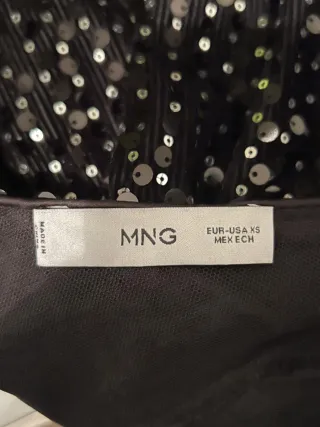 MADE IN
MNG
EUR-USA XS
MEX ECH